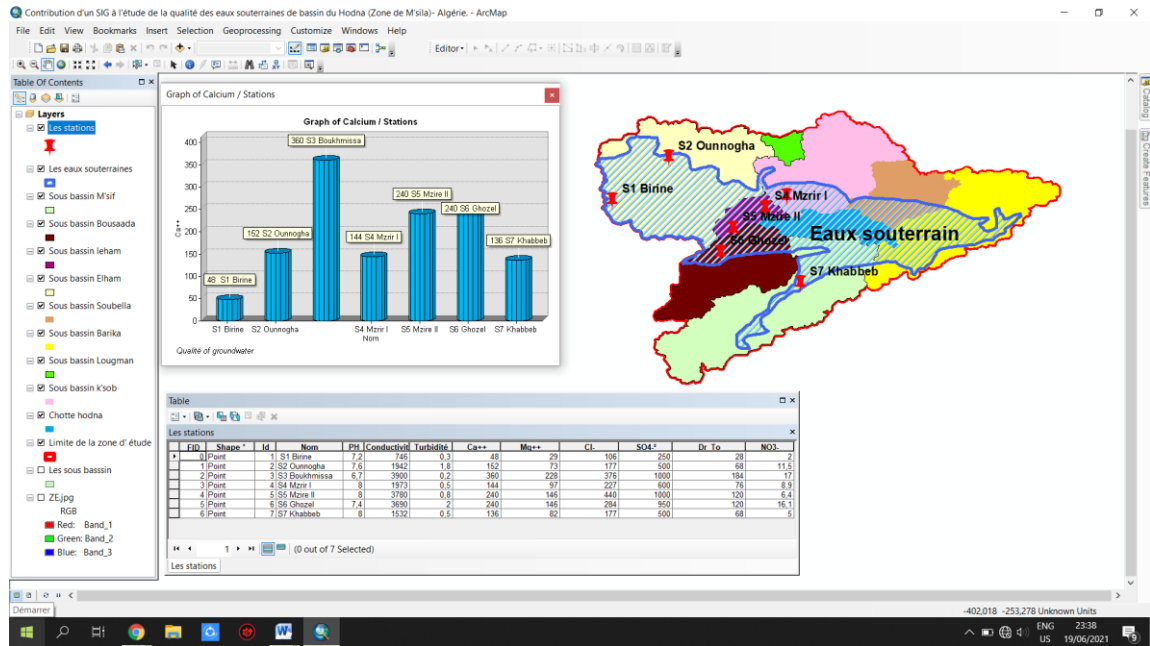 Contribution d'un SIG à l'étude de la qualité des eaux souterraines de bassin du Hodna (Zone de M'sila)- Algérie. - ArcMap
File Edit View Bookmarks Insert Selection Geoprocessing Customize Windows Help
Editor
Table Of Contents
Layers
Les stations
Les eaux souterraines
Sous bassin M'sif
Sous bassin Bousaada
Sous bassin leham
Sous bassin Elham
Sous bassin Soubella
Sous bassin Barika
Sous bassin Lougman
Sous bassin k'sob
Chotte hodna
Limite de la zone d' étude
Les sous basssin
ZE.jpg
RGB
Red: Band_1
Green: Band_2
Blue: Band_3
Graph of Calcium / Stations
Graph of Calcium / Stations
Ca++
400
350
300
250
200
150
100
50
0
48 S1 Birine
152 S2 Ounnogha
360 S3 Boukhmissa
144 S4 Mzrir I
240 S5 Mzire II
240 S6 Ghozel
136 S7 Khabbeb
S1 Birine S2 Ounnogha S4 Mzrir I S5 Mzire II S6 Ghozel S7 Khabbeb
Nom
Qualité of groundwater
S2 Ounnogha
S1 Birine
S4 Mzrir I
S5 Mzire II
S6 Ghozel
Eaux souterrain
S7 Khabbeb
Catalog
Create Features
Table
Les stations
FID Shape * Id Nom PH Conductivit Turbidité Ca++ Mg++ Cl- SO4-² Dr To NO3-
0 Point 1 S1 Birine 7,2 746 0,3 48 29 106 250 28 2
1 Point 2 S2 Ounnogha 7,6 1942 1,8 152 73 177 500 68 11,5
2 Point 3 S3 Boukhmissa 6,7 3900 0,2 360 228 376 1000 184 17
3 Point 4 S4 Mzrir I 8 1973 0,5 144 97 227 600 76 8,9
4 Point 5 S5 Mzire II 8 3780 0,8 240 146 440 1000 120 6,4
5 Point 6 S6 Ghozel 7,4 3690 2 240 146 284 950 120 16,1
6 Point 7 S7 Khabbeb 8 1532 0,5 136 82 177 500 68 5
1 (0 out of 7 Selected)
Les stations
Démarrer
-402,018 -253,278 Unknown Units
ENG
US
23:38
19/06/2021
9